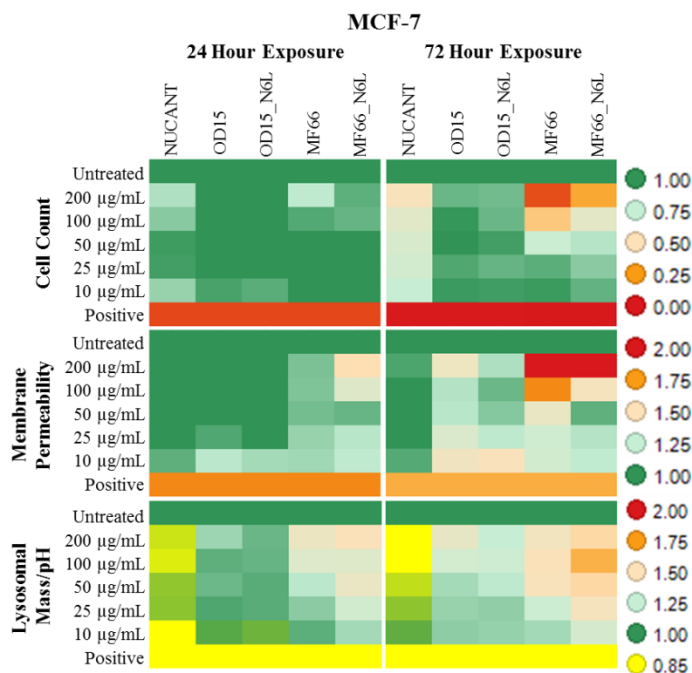 MCF-7
24 Hour Exposure 72 Hour Exposure
NUCANT OD15 OD15_N6L MF66 MF66_N6L NUCANT OD15 OD15_N6L MF66 MF66_N6L
Cell Count
Untreated 1.00
200 µg/mL 0.75
100 µg/mL 0.50
50 µg/mL 0.25
25 µg/mL 0.00
10 µg/mL
Positive
Membrane
Permeability
Untreated 2.00
200 µg/mL 1.75
100 µg/mL 1.50
50 µg/mL 1.25
25 µg/mL 1.00
10 µg/mL
Positive
Lysosomal
Mass/pH
Untreated 2.00
200 µg/mL 1.75
100 µg/mL 1.50
50 µg/mL 1.25
25 µg/mL 1.00
10 µg/mL 0.85
Positive